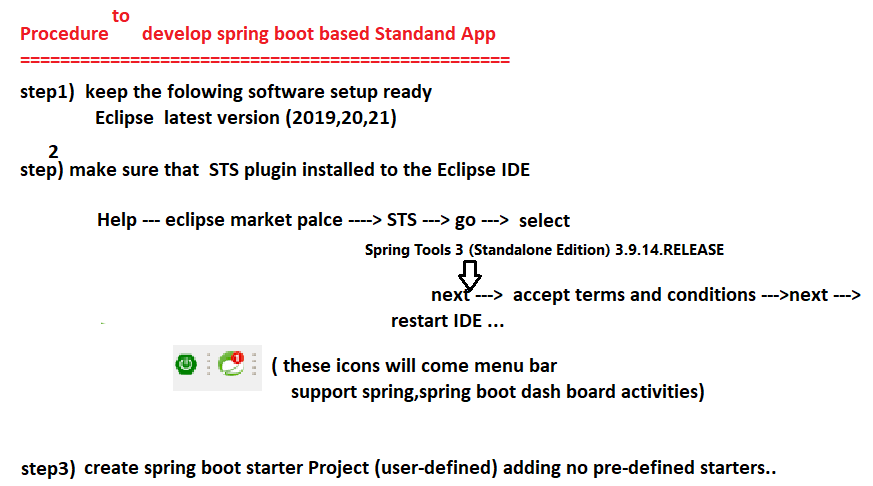 Procedure to develop spring boot based Standand App
=================================================
step1) keep the folowing software setup ready
Eclipse latest version (2019,20,21)
step2) make sure that STS plugin installed to the Eclipse IDE
Help --- eclipse market palce ----> STS ---> go ---> select
Spring Tools 3 (Standalone Edition) 3.9.14.RELEASE
next ---> accept terms and conditions --->next --->
restart IDE ...
( these icons will come menu bar
support spring,spring boot dash board activities)
step3) create spring boot starter Project (user-defined) adding no pre-defined starters..